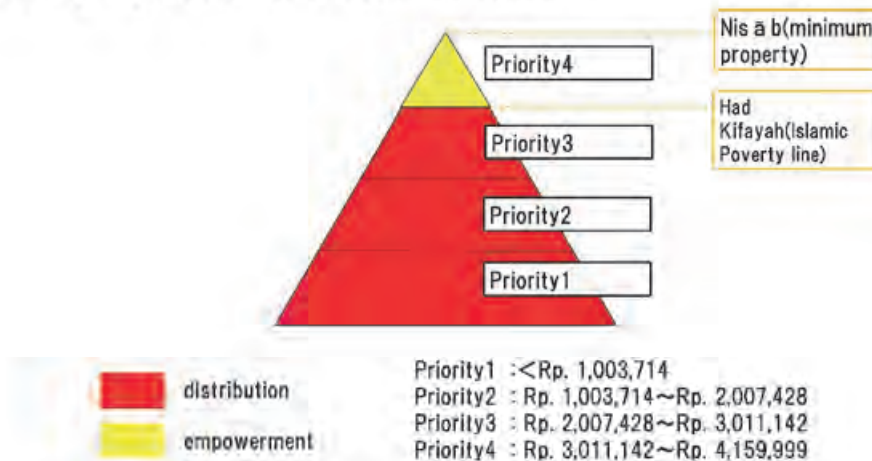 Nis ā b(minimum
property)
Priority4
Had
Kifayah(Islamic
Poverty line)
Priority3
Priority2
Priority1
distribution
empowerment
Priority1 :<Rp. 1,003,714
Priority2 : Rp. 1,003,714~Rp. 2,007,428
Priority3 : Rp. 2,007,428~Rp. 3,011,142
Priority4 : Rp. 3,011,142~Rp. 4,159,999